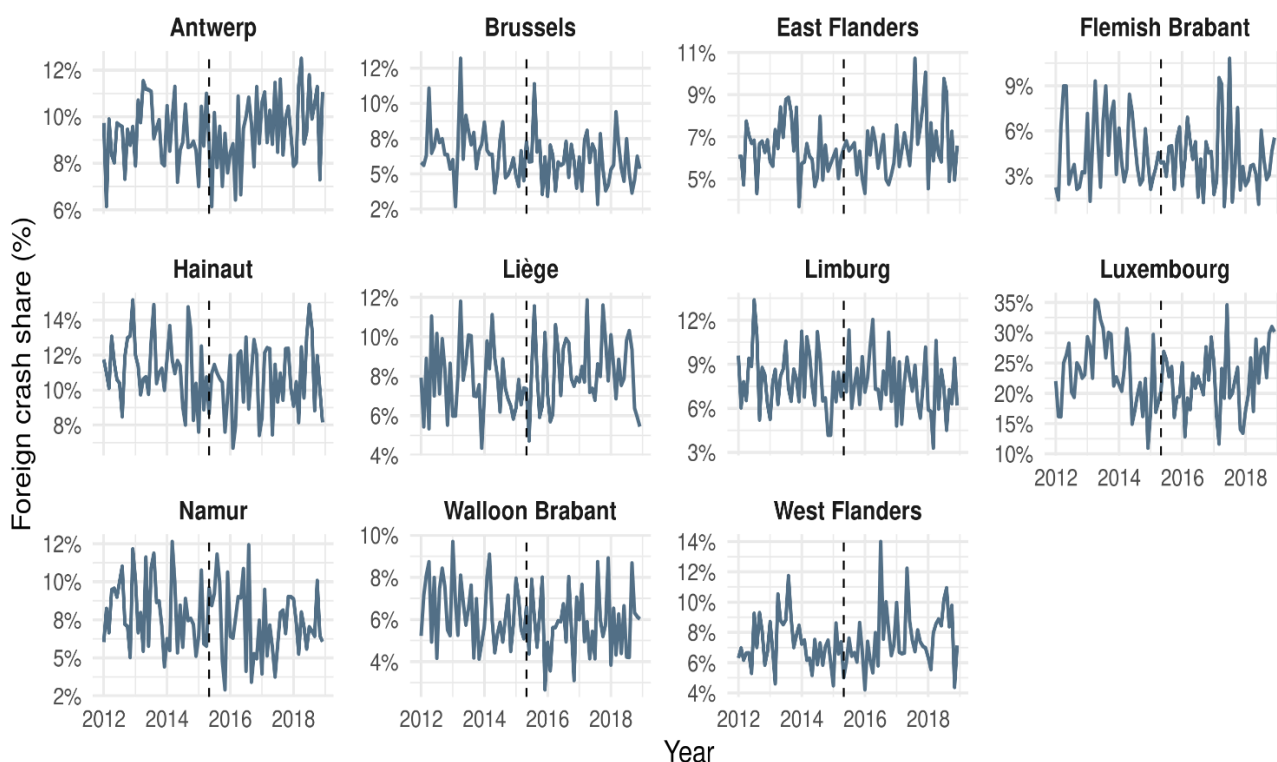 Foreign crash share (%)
Antwerp
12%
10%
8%
6%
Brussels
12%
10%
8%
5%
2%
East Flanders
11%
9%
7%
5%
Flemish Brabant
9%
6%
3%
Hainaut
14%
12%
10%
8%
Liège
12%
10%
8%
6%
4%
Limburg
12%
9%
6%
3%
Luxembourg
35%
30%
25%
20%
15%
10%
2012 2014 2016 2018
Namur
12%
10%
8%
5%
2%
2012 2014 2016 2018
Walloon Brabant
10%
8%
6%
4%
2012 2014 2016 2018
West Flanders
14%
12%
10%
8%
6%
4%
2012 2014 2016 2018
Year